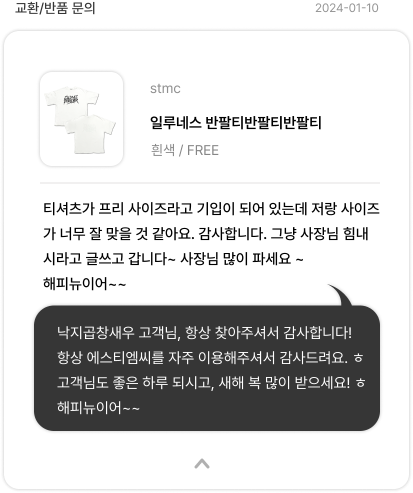 교환/반품 문의
2024-01-10
stmc
일루네스 반팔티반팔티반팔티
흰색 / FREE
티셔츠가 프리 사이즈라고 기입이 되어 있는데 저랑 사이즈
가 너무 잘 맞을 것 같아요. 감사합니다. 그냥 사장님 힘내
시라고 글쓰고 갑니다~ 사장님 많이 파세요 ~
해피뉴이어~~
낙지곱창새우 고객님, 항상 찾아주셔서 감사합니다!
항상 에스티엠씨를 자주 이용해주셔서 감사드려요. ㅎ
고객님도 좋은 하루 되시고, 새해 복 많이 받으세요! ㅎ
해피뉴이어~~